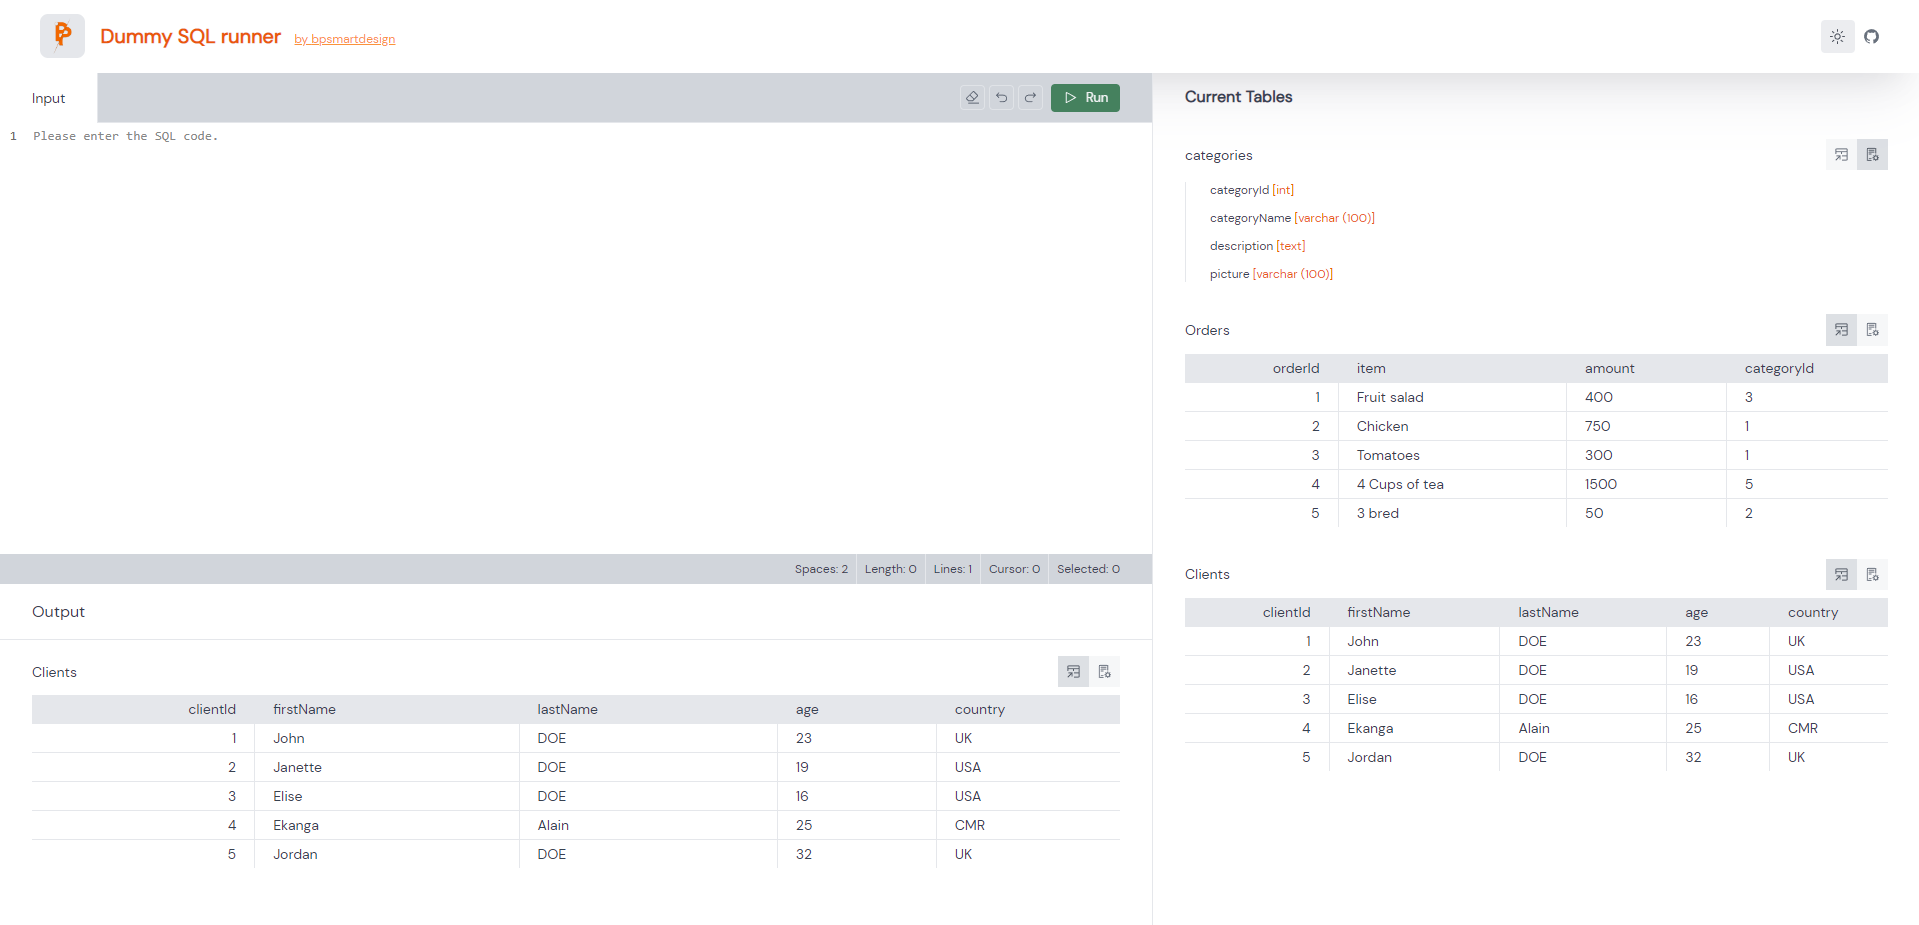 Dummy SQL runner by bpsmartdesign
Input
Run
1 Please enter the SQL code.
Spaces: 2 Length: 0 Lines: 1 Cursor: 0 Selected: 0
Output
Clients
clientId firstName lastName age country
1 John DOE 23 UK
2 Janette DOE 19 USA
3 Elise DOE 16 USA
4 Ekanga Alain 25 CMR
5 Jordan DOE 32 UK
Current Tables
categories
categoryId [int]
categoryName [varchar (100)]
description [text]
picture [varchar (100)]
Orders
orderId item amount categoryId
1 Fruit salad 400 3
2 Chicken 750 1
3 Tomatoes 300 1
4 4 Cups of tea 1500 5
5 3 bred 50 2
Clients
clientId firstName lastName age country
1 John DOE 23 UK
2 Janette DOE 19 USA
3 Elise DOE 16 USA
4 Ekanga Alain 25 CMR
5 Jordan DOE 32 UK